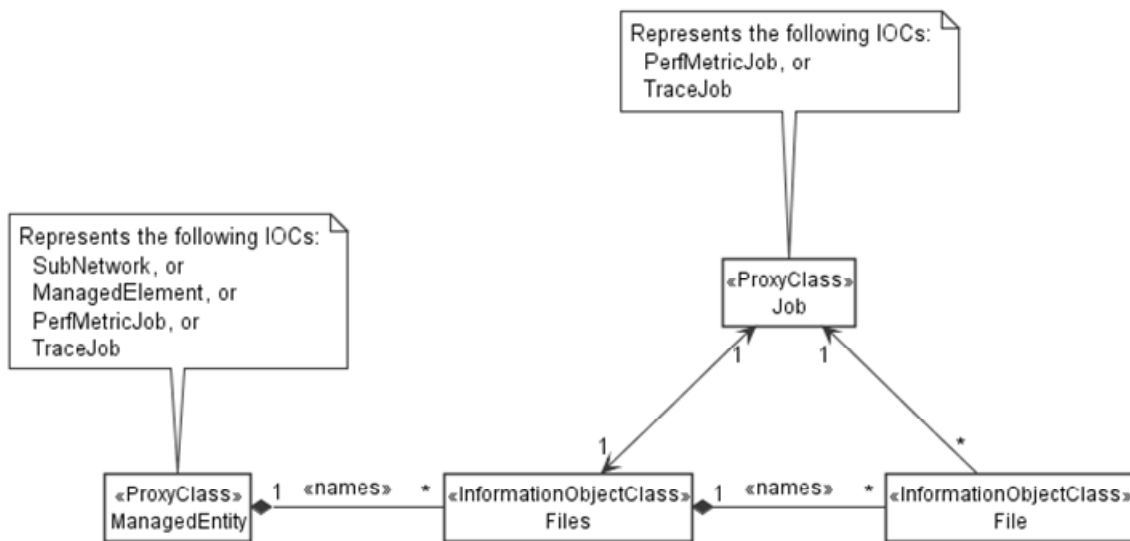 Represents the following IOCs:
PerfMetricJob, or
TraceJob
Represents the following IOCs:
SubNetwork, or
ManagedElement, or
PerfMetricJob, or
TraceJob
«ProxyClass»
Job
1
1
1
*
«ProxyClass»
ManagedEntity
1
«names»
*
«InformationObjectClass»
Files
1
«names»
*
«InformationObjectClass»
File